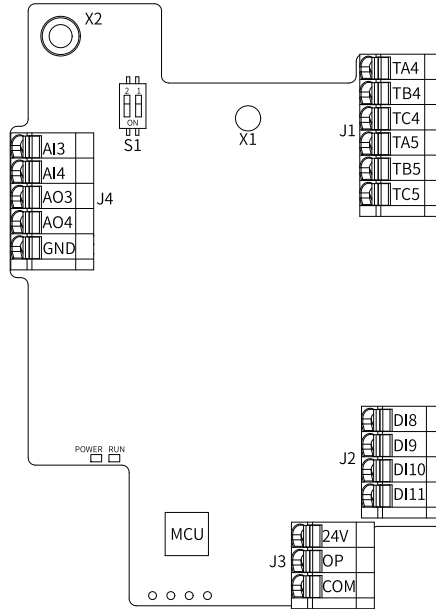 X2
2 1
ON
S1
X1
J1
TA4
TB4
TC4
TA5
TB5
TC5
AI3
AI4
AO3
AO4
GND
J4
J2
DI8
DI9
DI10
DI11
POWER RUN
MCU
J3
24V
OP
COM